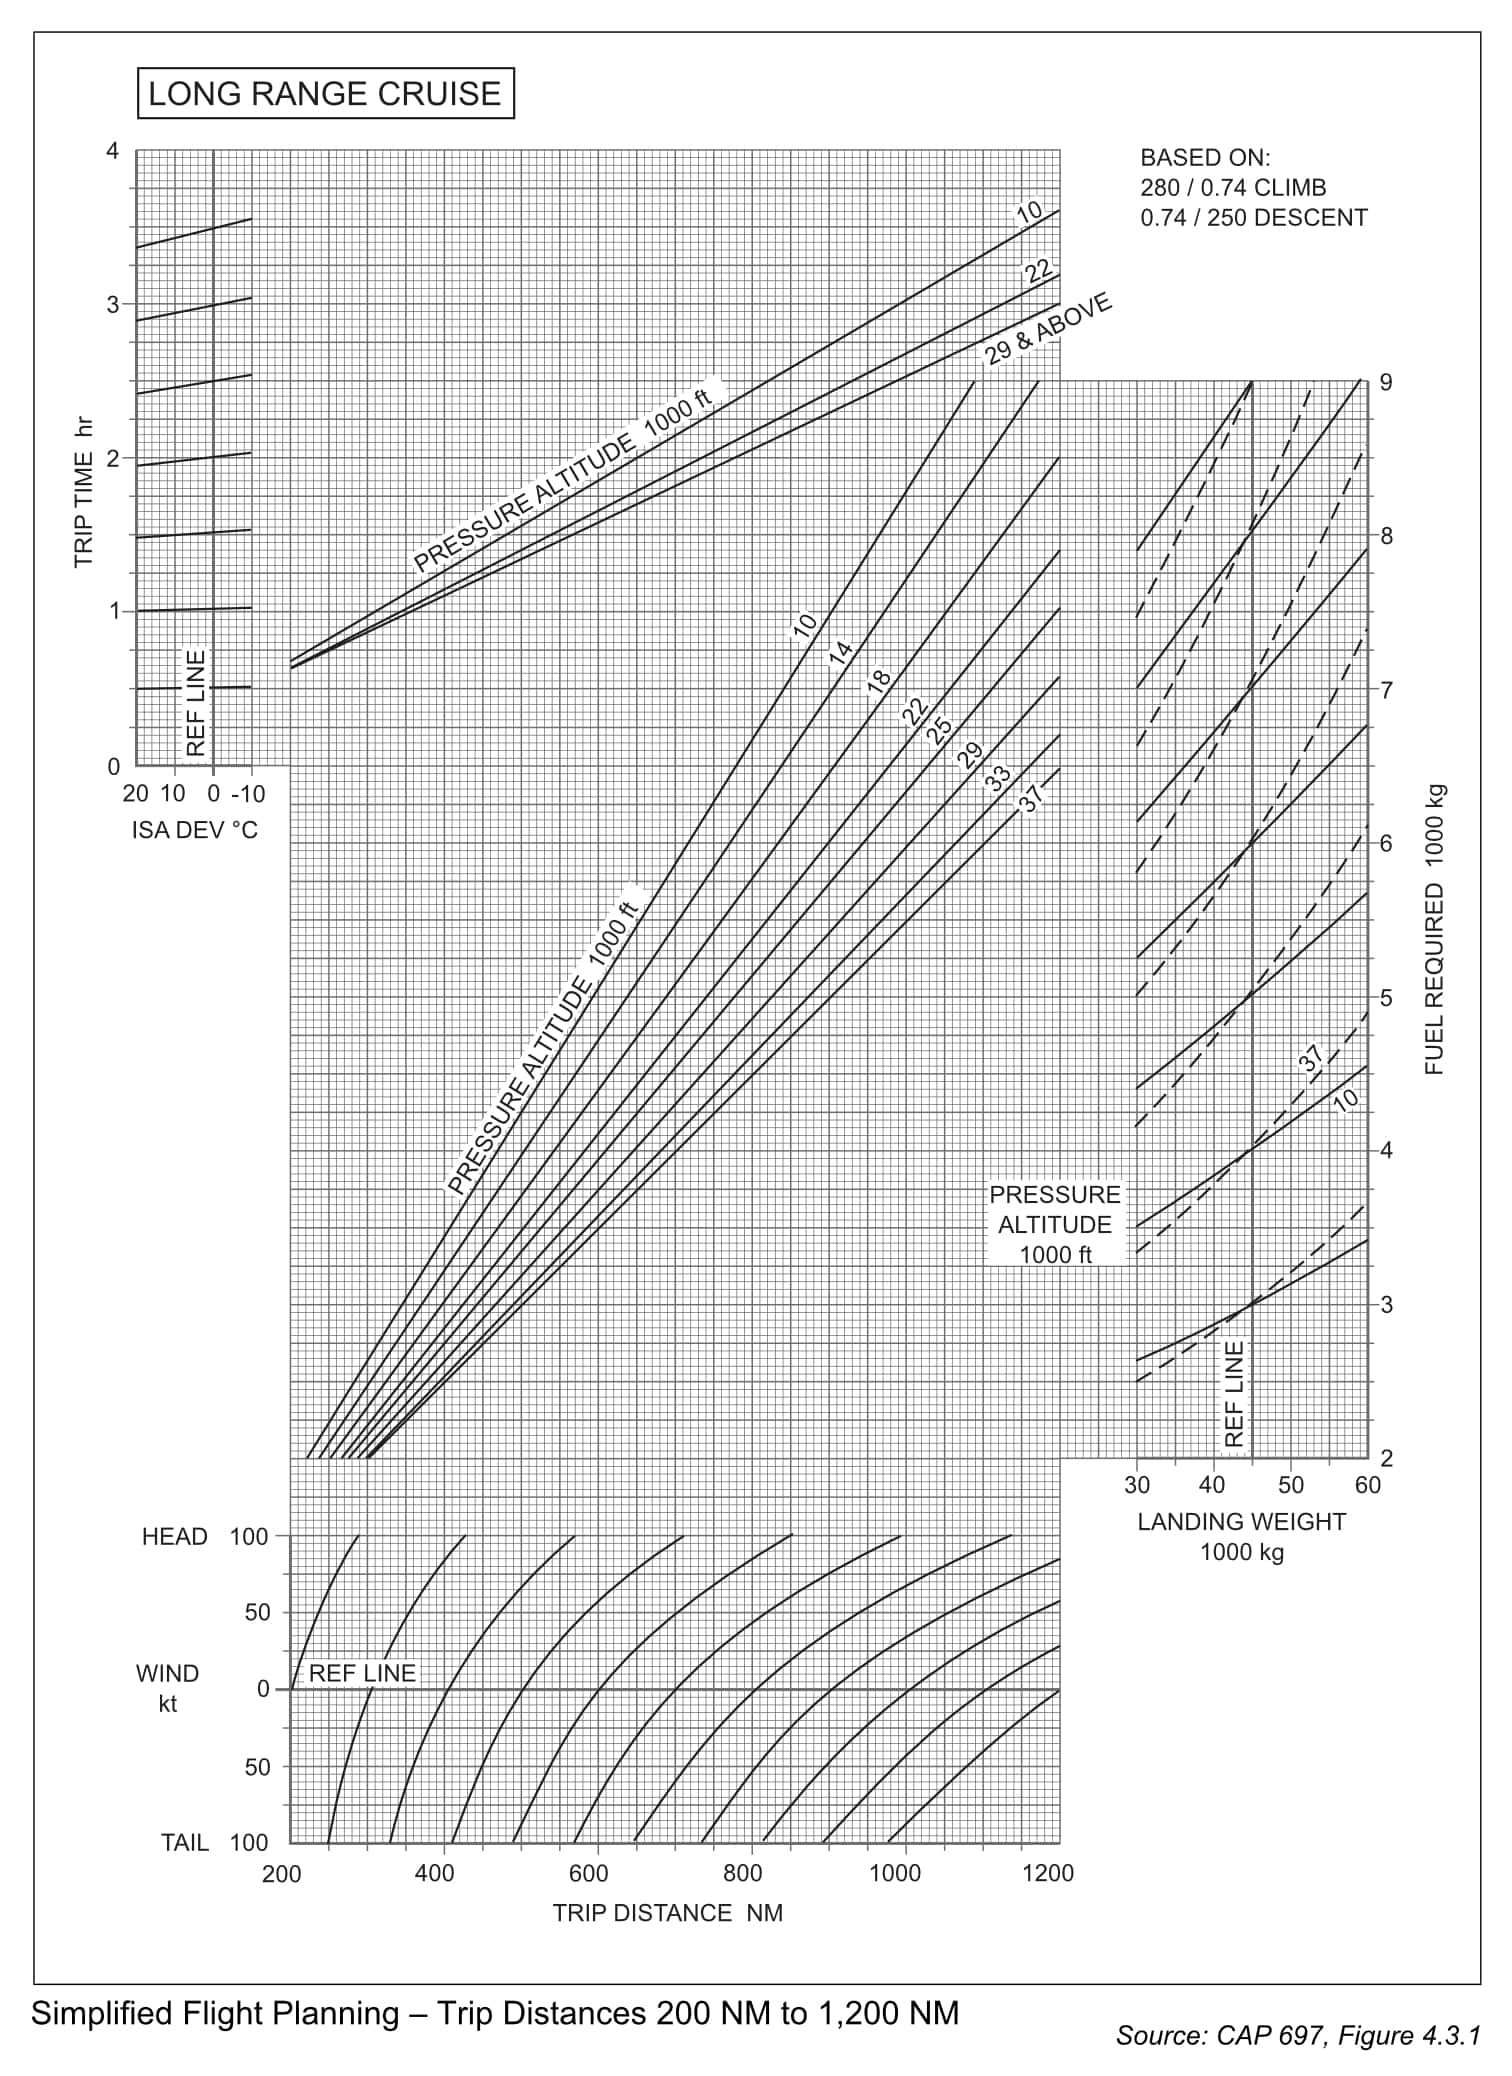 LONG RANGE CRUISE
BASED ON:
280 / 0.74 CLIMB
0.74 / 250 DESCENT
4
3
2
1
0
TRIP TIME hr
REF LINE
20 10 0 -10
ISA DEV °C
10
22
29 & ABOVE
PRESSURE ALTITUDE 1000 ft
10
14
18
22
25
29
33
37
PRESSURE ALTITUDE 1000 ft
9
8
7
6
5
4
3
2
FUEL REQUIRED 1000 kg
37
10
PRESSURE
ALTITUDE
1000 ft
REF LINE
30 40 50 60
LANDING WEIGHT
1000 kg
HEAD 100
50
WIND
kt
0
REF LINE
50
TAIL 100
200 400 600 800 1000 1200
TRIP DISTANCE NM
Simplified Flight Planning – Trip Distances 200 NM to 1,200 NM
Source: CAP 697, Figure 4.3.1